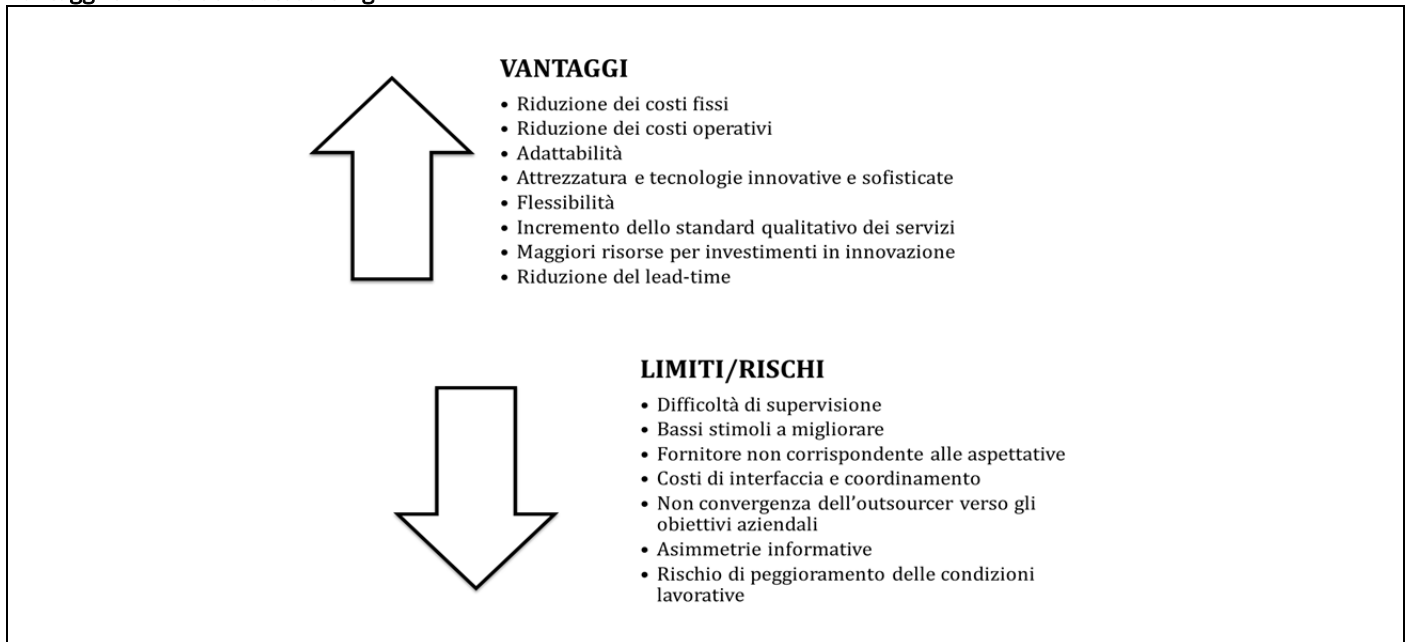 VANTAGGI
• Riduzione dei costi fissi
• Riduzione dei costi operativi
• Adattabilità
• Attrezzatura e tecnologie innovative e sofisticate
• Flessibilità
• Incremento dello standard qualitativo dei servizi
• Maggiori risorse per investimenti in innovazione
• Riduzione del lead-time
LIMITI/RISCHI
• Difficoltà di supervisione
• Bassi stimoli a migliorare
• Fornitore non corrispondente alle aspettative
• Costi di interfaccia e coordinamento
• Non convergenza dell'outsourcer verso gli
obiettivi aziendali
• Asimmetrie informative
• Rischio di peggioramento delle condizioni
lavorative